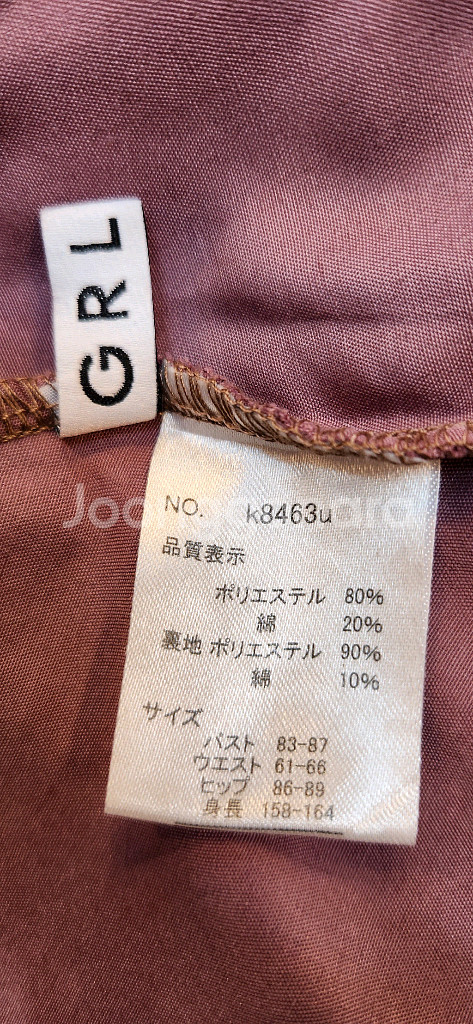 GRL
NO. k8463u
品質表示
ポリエステル 80%
綿 20%
裏地 ポリエステル 90%
綿 10%
サイズ
バスト 83-87
ウエスト 61-66
ヒップ 86-89
身長 158-164